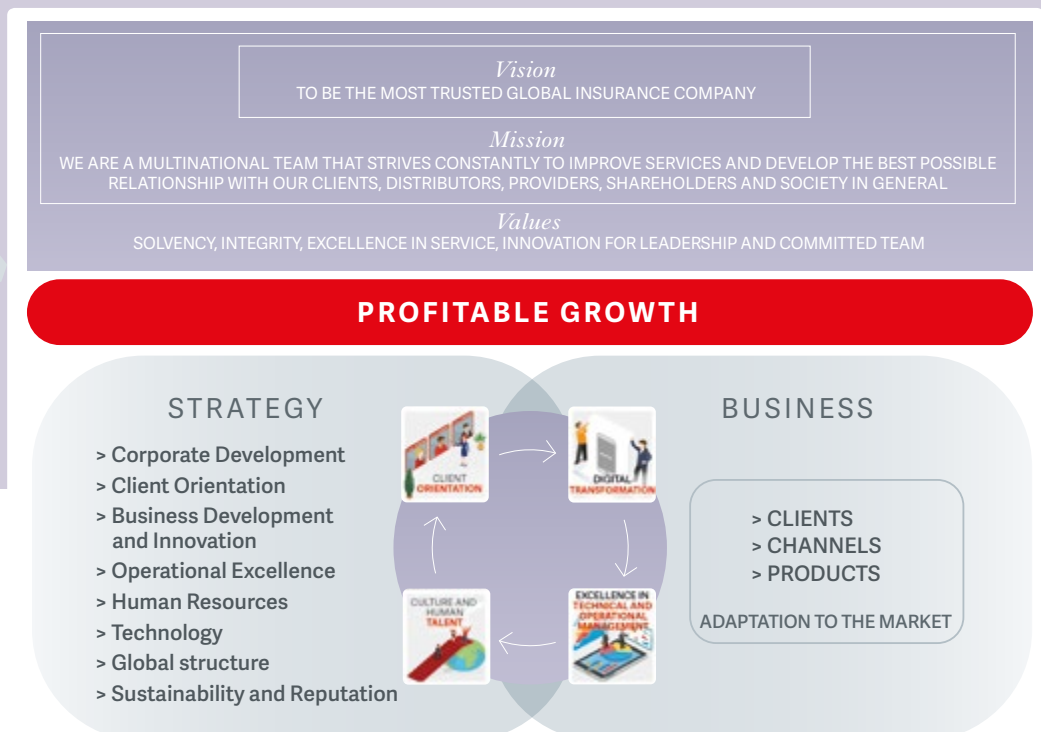 Vision
TO BE THE MOST TRUSTED GLOBAL INSURANCE COMPANY
Mission
WE ARE A MULTINATIONAL TEAM THAT STRIVES CONSTANTLY TO IMPROVE SERVICES AND DEVELOP THE BEST POSSIBLE
RELATIONSHIP WITH OUR CLIENTS, DISTRIBUTORS, PROVIDERS, SHAREHOLDERS AND SOCIETY IN GENERAL
Values
SOLVENCY, INTEGRITY, EXCELLENCE IN SERVICE, INNOVATION FOR LEADERSHIP AND COMMITTED TEAM
PROFITABLE GROWTH
STRATEGY
> Corporate Development
> Client Orientation
> Business Development
and Innovation
> Operational Excellence
> Human Resources
> Technology
> Global structure
> Sustainability and Reputation
CLIENT
ORIENTATION
DIGITAL
TRANSFORMATION
CULTURE AND
HUMAN
TALENT
EXCELLENCE IN
TECHNICAL AND
OPERATIONAL
MANAGEMENT
BUSINESS
> CLIENTS
> CHANNELS
> PRODUCTS
ADAPTATION TO THE MARKET